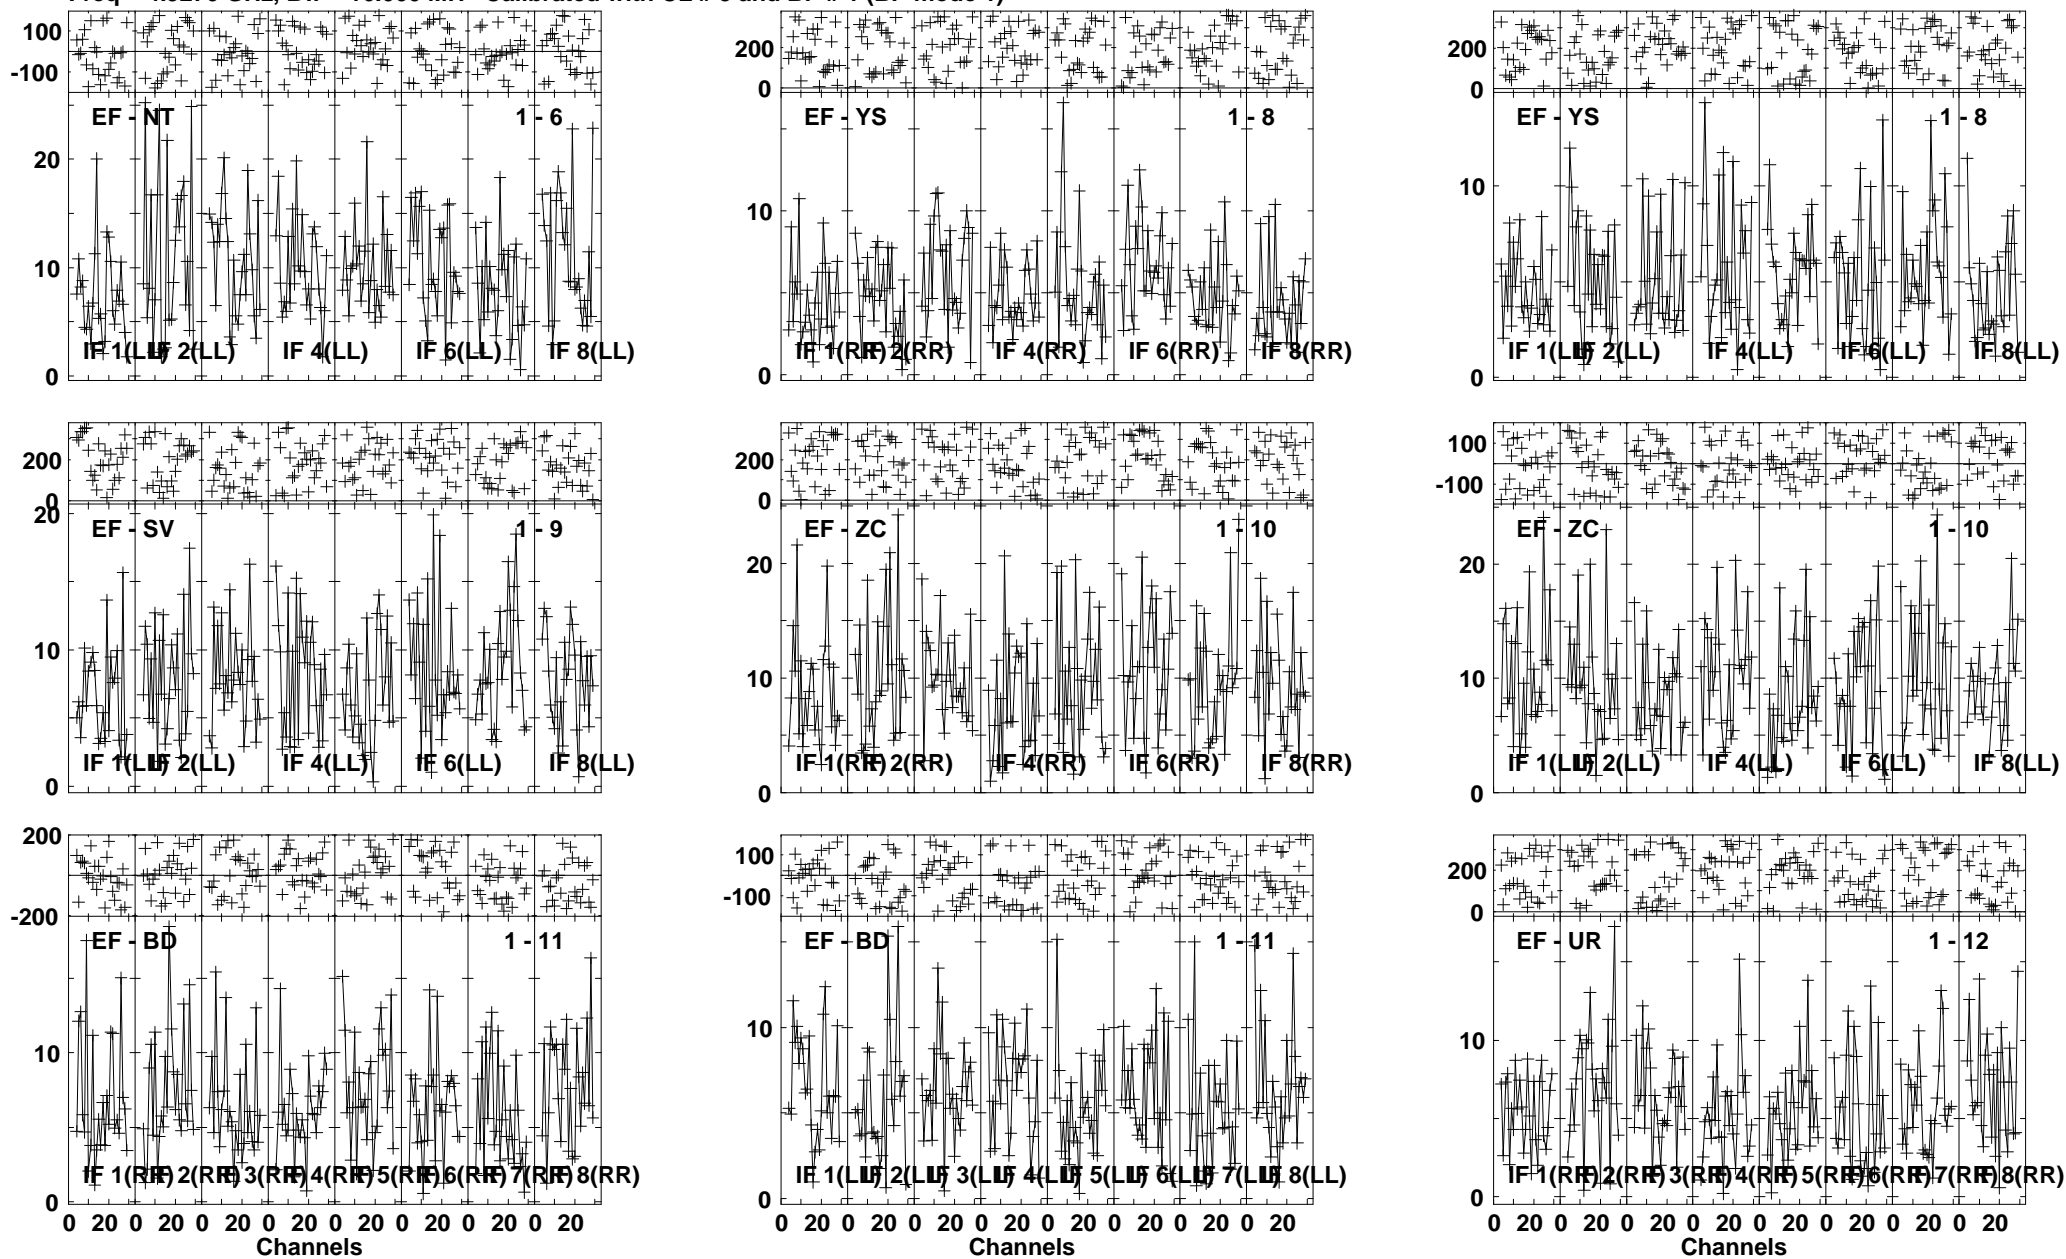 100
-100
EF - NT 1 - 6
20
10
0
IF 1(LL) IF 2(LL) IF 4(LL) IF 6(LL) IF 8(LL)
200
0
EF - YS 1 - 8
10
0
IF 1(RR) IF 2(RR) IF 4(RR) IF 6(RR) IF 8(RR)
200
0
EF - YS 1 - 8
10
0
IF 1(LL) IF 2(LL) IF 4(LL) IF 6(LL) IF 8(LL)
200
0
20
EF - SV 1 - 9
10
0
IF 1(LL) IF 2(LL) IF 4(LL) IF 6(LL) IF 8(LL)
200
0
EF - ZC 1 - 10
20
10
0
IF 1(RR) IF 2(RR) IF 4(RR) IF 6(RR) IF 8(RR)
100
-100
EF - ZC 1 - 10
20
10
0
IF 1(LL) IF 2(LL) IF 4(LL) IF 6(LL) IF 8(LL)
200
-200
EF - BD 1 - 11
10
0
IF 1(RR) IF 2(RR) IF 3(RR) IF 4(RR) IF 5(RR) IF 6(RR) IF 7(RR) IF 8(RR)
0 20 0 20 0 20 0 20 0 20 0 20 0 20 0 20
Channels
100
-100
EF - BD 1 - 11
10
0
IF 1(LL) IF 2(LL) IF 3(LL) IF 4(LL) IF 5(LL) IF 6(LL) IF 7(LL) IF 8(LL)
0 20 0 20 0 20 0 20 0 20 0 20 0 20 0 20
Channels
200
0
EF - UR 1 - 12
10
0
IF 1(RR) IF 2(RR) IF 3(RR) IF 4(RR) IF 5(RR) IF 6(RR) IF 7(RR) IF 8(RR)
0 20 0 20 0 20 0 20 0 20 0 20 0 20 0 20
Channels